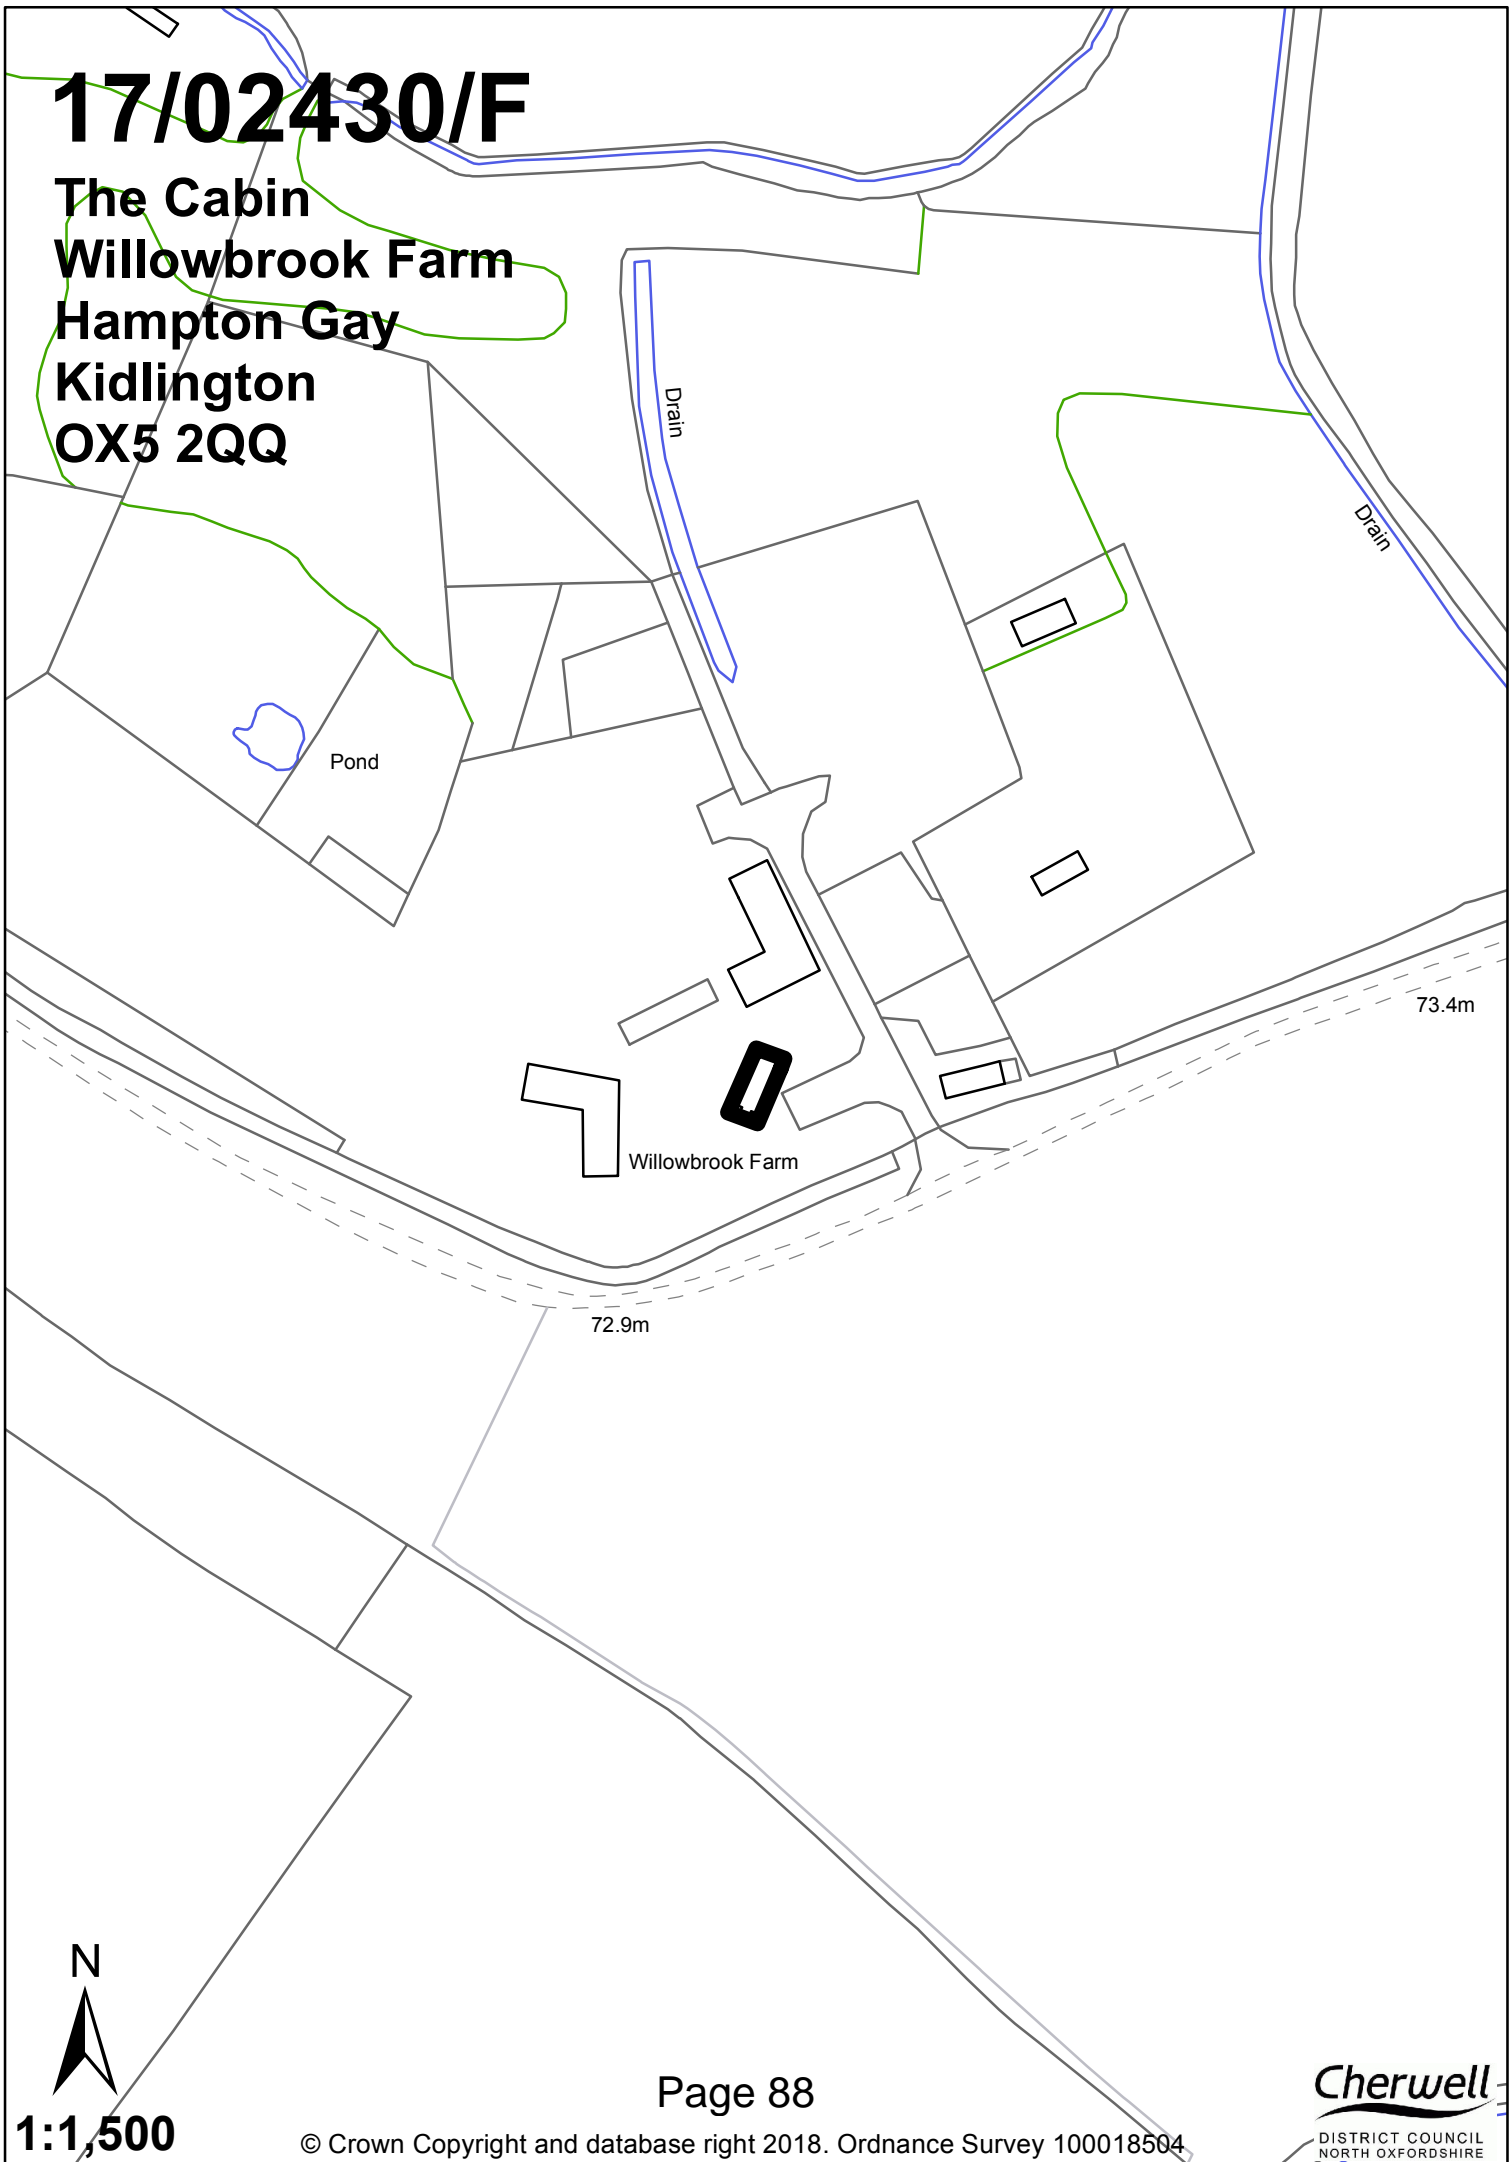 17/02430/F
The Cabin
Willowbrook Farm
Hampton Gay
Kidlington
OX5 2QQ
Drain
Drain
Pond
73.4m
Willowbrook Farm
72.9m
N
1:1,500
Page 88
© Crown Copyright and database right 2018. Ordnance Survey 100018504
Cherwell
DISTRICT COUNCIL
NORTH OXFORDSHIRE